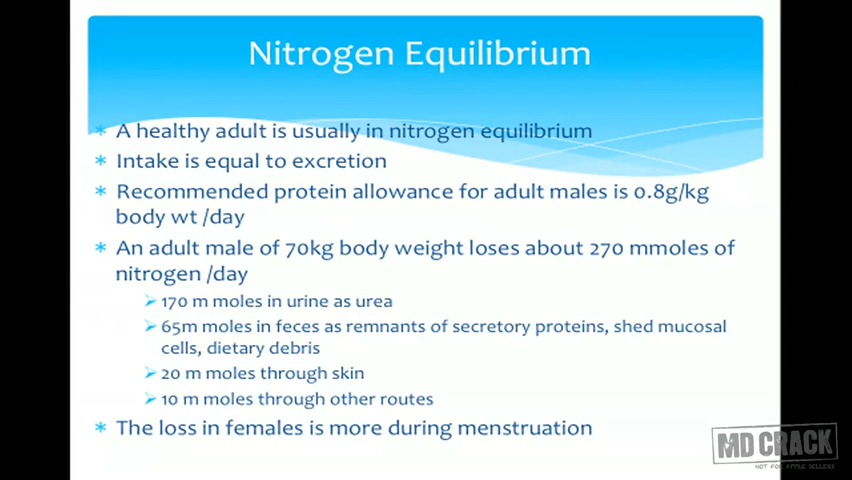 Nitrogen Equilibrium
A healthy adult is usually in nitrogen equilibrium
Intake is equal to excretion
Recommended protein allowance for adult males is 0.8g/kg
body wt /day
An adult male of 70kg body weight loses about 270 mmoles of
nitrogen /day
170 m moles in urine as urea
65m moles in feces as remnants of secretory proteins, shed mucosal
cells, dietary debris
20 m moles through skin
10 m moles through other routes
The loss in females is more during menstruation
MD CRACK
NOT FOR APPLE SELLERS